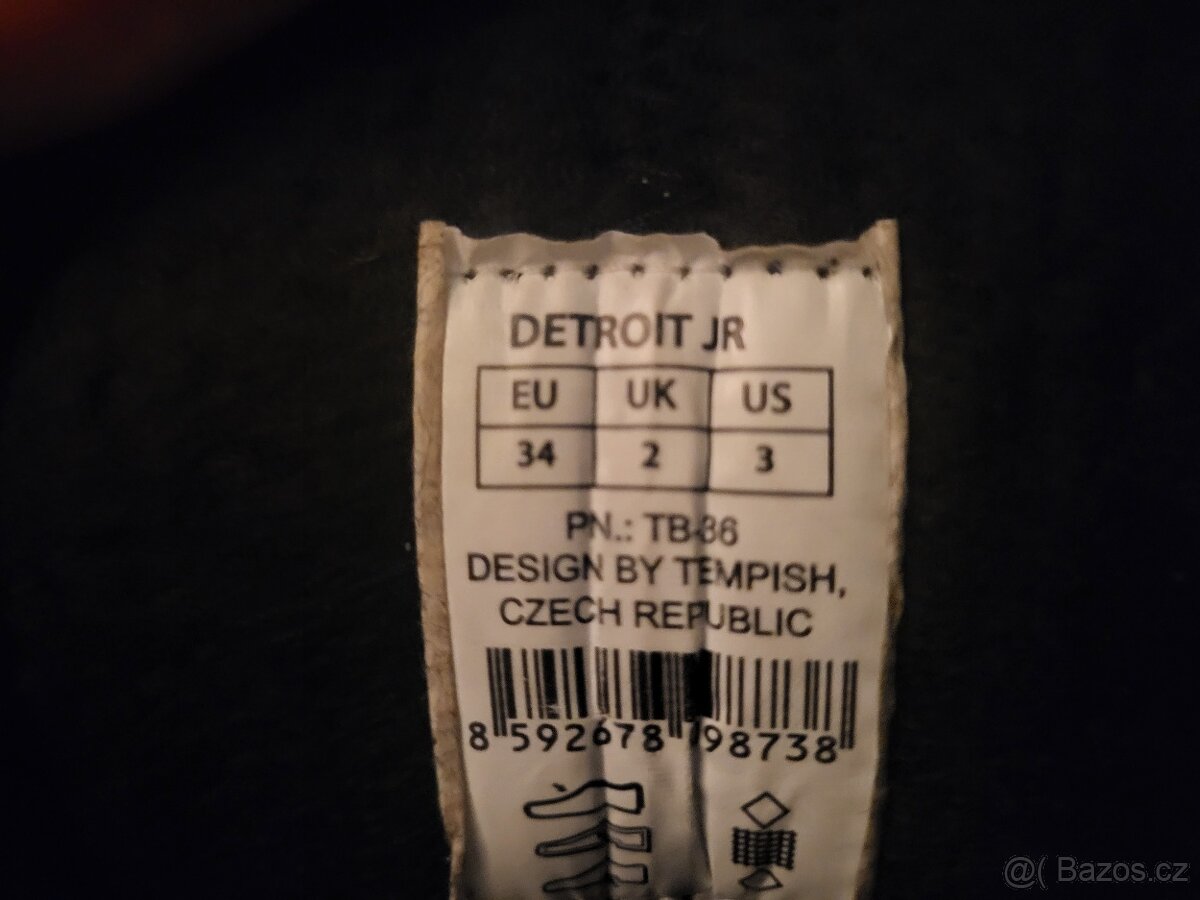 DETROIT JR
EU UK US
34 2 3
PN.: TB-36
DESIGN BY TEMPISH,
CZECH REPUBLIC
8 592678 798738
@( Bazos.cz